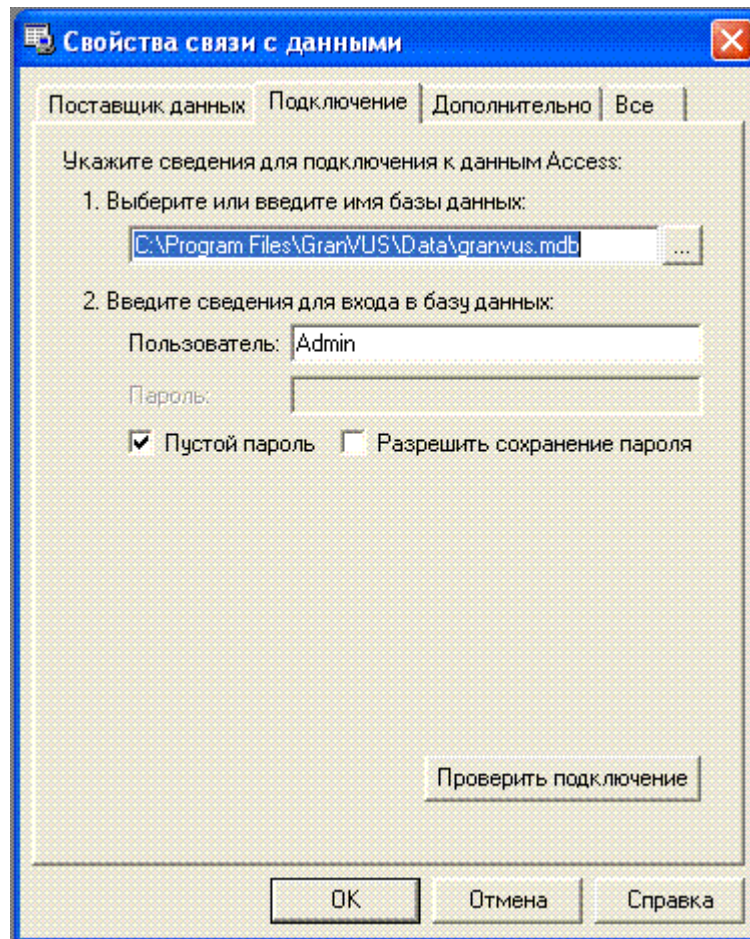 Свойства связи с данными
Поставщик данных Подключение Дополнительно Все
Укажите сведения для подключения к данным Access:
1. Выберите или введите имя базы данных:
C:\Program Files\GranVUS\Data\granvus.mdb ...
2. Введите сведения для входа в базу данных:
Пользователь: Admin
Пароль:
Пустой пароль Разрешить сохранение пароля
Проверить подключение
OK Отмена Справка